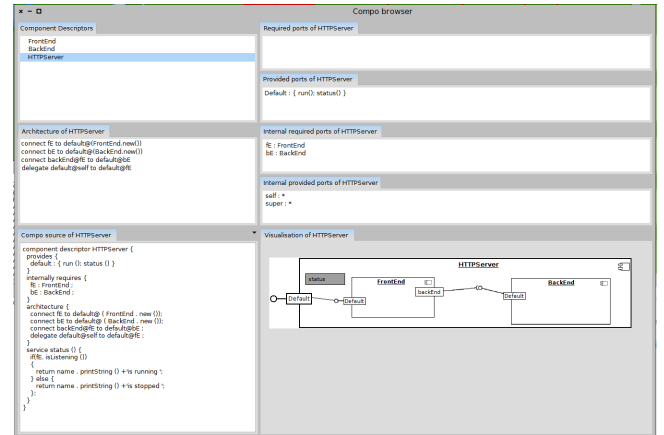 Compo browser
Component Descriptors
FrontEnd
BackEnd
HTTPServer
Required ports of HTTPServer
Provided ports of HTTPServer
Default : { run(); status() }
Architecture of HTTPServer
connect fE to default@(FrontEnd.new())
connect bE to default@(BackEnd.new())
connect backEnd@fE to default@bE
delegate default@self to default@fE
Internal required ports of HTTPServer
fE : FrontEnd
bE : BackEnd
Internal provided ports of HTTPServer
self : *
super : *
Compo source of HTTPServer
component descriptor HTTPServer {
provides {
default : { run (); status () }
}
internally requires {
fE : FrontEnd ;
bE : BackEnd ;
}
architecture {
connect fE to default@ ( FrontEnd . new ());
connect bE to default@ ( BackEnd . new ());
connect backEnd@fE to default@bE ;
delegate default@self to default@fE ;
}
service status () {
if(fE. isListening ())
{
return name . printString () +'is running ';
} else {
return name . printString () +'is stopped ';
};
}
}
Visualisation of HTTPServer
HTTPServer
status
FrontEnd
BackEnd
backEnd
Default
Default
Default